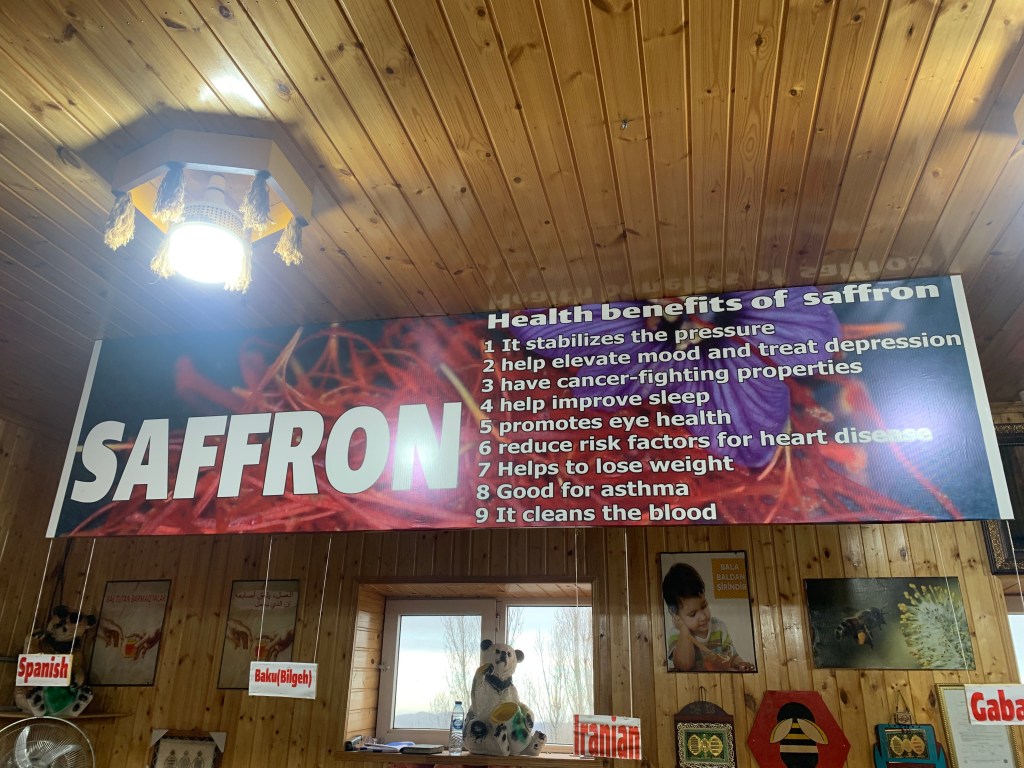 Health benefits of saffron
1 It stabilizes the pressure
2 help elevate mood and treat depression
3 have cancer-fighting properties
4 help improve sleep
5 promotes eye health
6 reduce risk factors for heart disease
7 Helps to lose weight
8 Good for asthma
9 It cleans the blood
SAFFRON
BALA
BALDAN
ŞİRİNDİR
Spanish
Baku(Bilgeh)
Iranian
Gaba